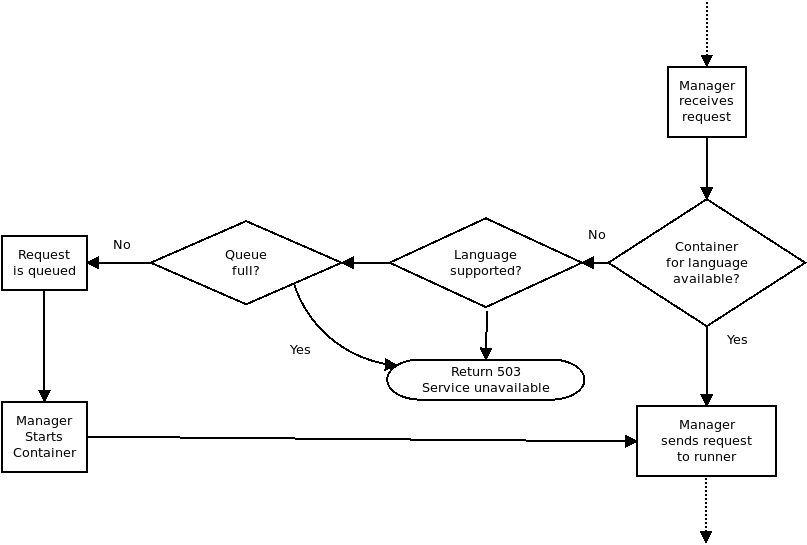 Manager
receives
request
Container
for language
available?
No
Yes
Language
supported?
Queue
full?
No
Yes
Request
is queued
Return 503
Service unavailable
Manager
Starts
Container
Manager
sends request
to runner